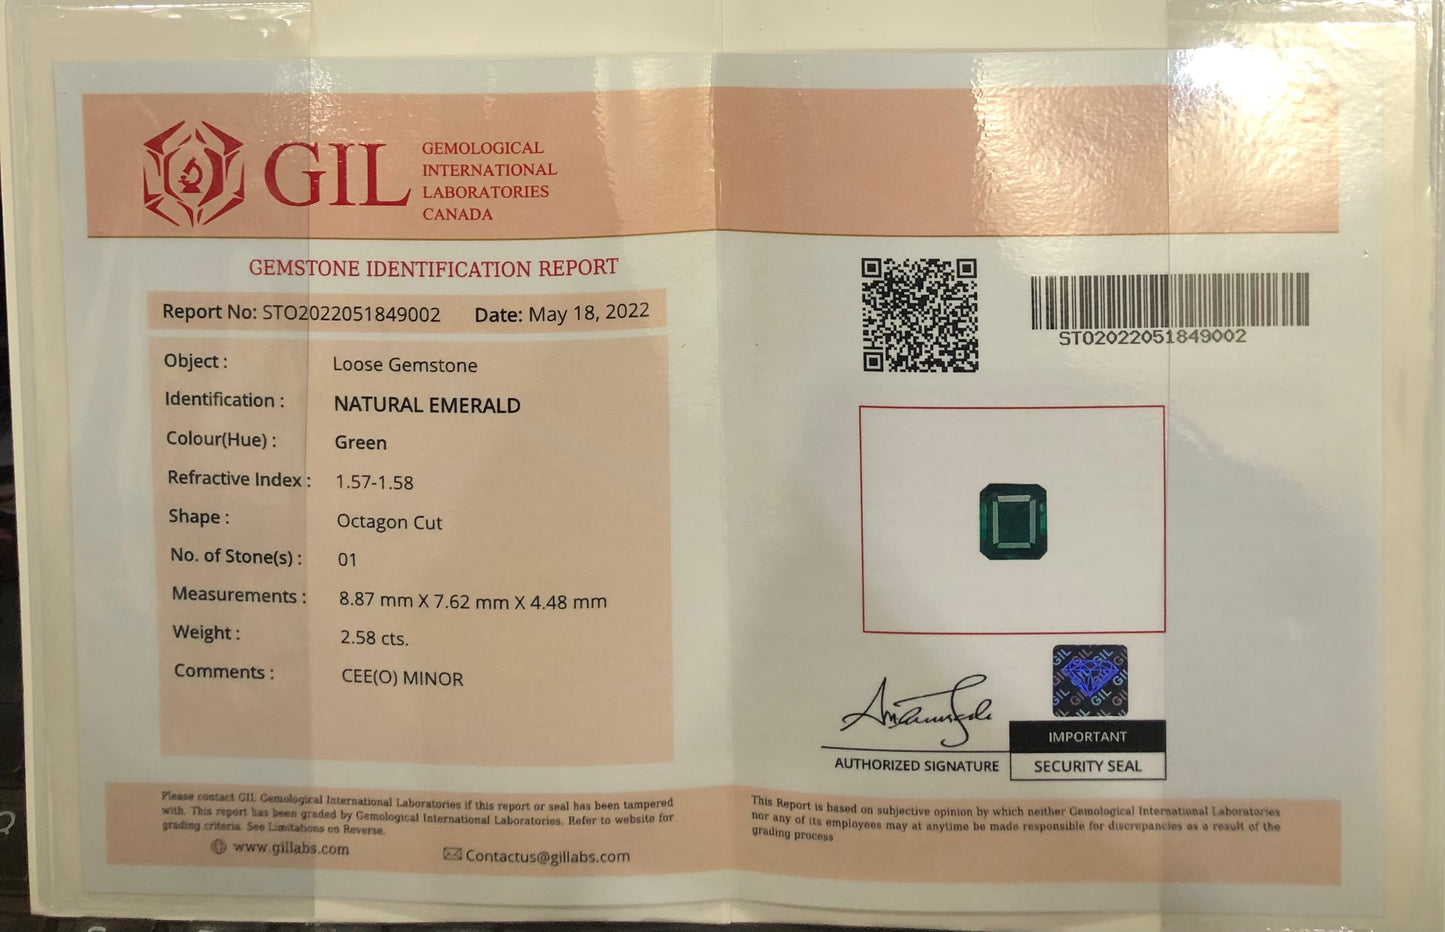 GIL
GEMOLOGICAL
INTERNATIONAL
LABORATORIES
CANADA
GEMSTONE IDENTIFICATION REPORT
Report No: STO2022051849002 Date: May 18, 2022
Object : Loose Gemstone
Identification : NATURAL EMERALD
Colour(Hue) : Green
Refractive Index : 1.57-1.58
Shape : Octagon Cut
No. of Stone(s) : 01
Measurements : 8.87 mm X 7.62 mm X 4.48 mm
Weight : 2.58 cts.
Comments : CEE(O) MINOR
Please contact GIL Gemological International Laboratories if this report or seal has been tampered
with. This report has been graded by Gemological International Laboratories. Refer to website for
grading criteria. See Limitations on Reverse.
www.gillabs.com
Contactus@gillabs.com
STO2022051849002
GIL GIL GIL
AUTHORIZED SIGNATURE
IMPORTANT
SECURITY SEAL
This Report is based on subjective opinion by which neither Gemological International Laboratories
nor any of its employees may at anytime be made responsible for discrepancies as a result of the
grading process